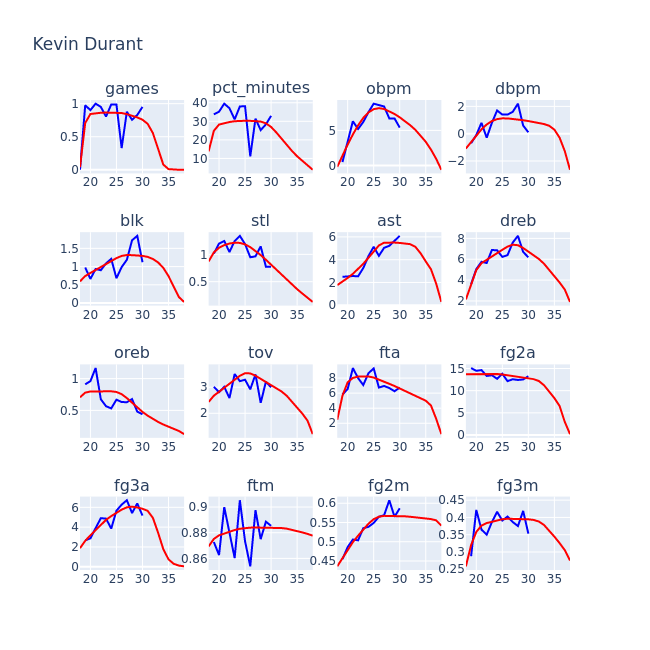 Kevin Durant
games pct_minutes obpm dbpm
1 0.5 0 40 30 20 10 5 0 2 0 −2
20 25 30 35 20 25 30 35 20 25 30 35 20 25 30 35
blk stl ast dreb
1.5 1 0.5 0 1 0.5 6 4 2 0 8 6 4 2
20 25 30 35 20 25 30 35 20 25 30 35 20 25 30 35
oreb tov fta fg2a
1 0.5 3 2 8 6 4 2 15 10 5 0
20 25 30 35 20 25 30 35 20 25 30 35 20 25 30 35
fg3a ftm fg2m fg3m
6 4 2 0 0.9 0.88 0.86 0.6 0.55 0.5 0.45 0.45 0.4 0.35 0.3 0.25
20 25 30 35 20 25 30 35 20 25 30 35 20 25 30 35